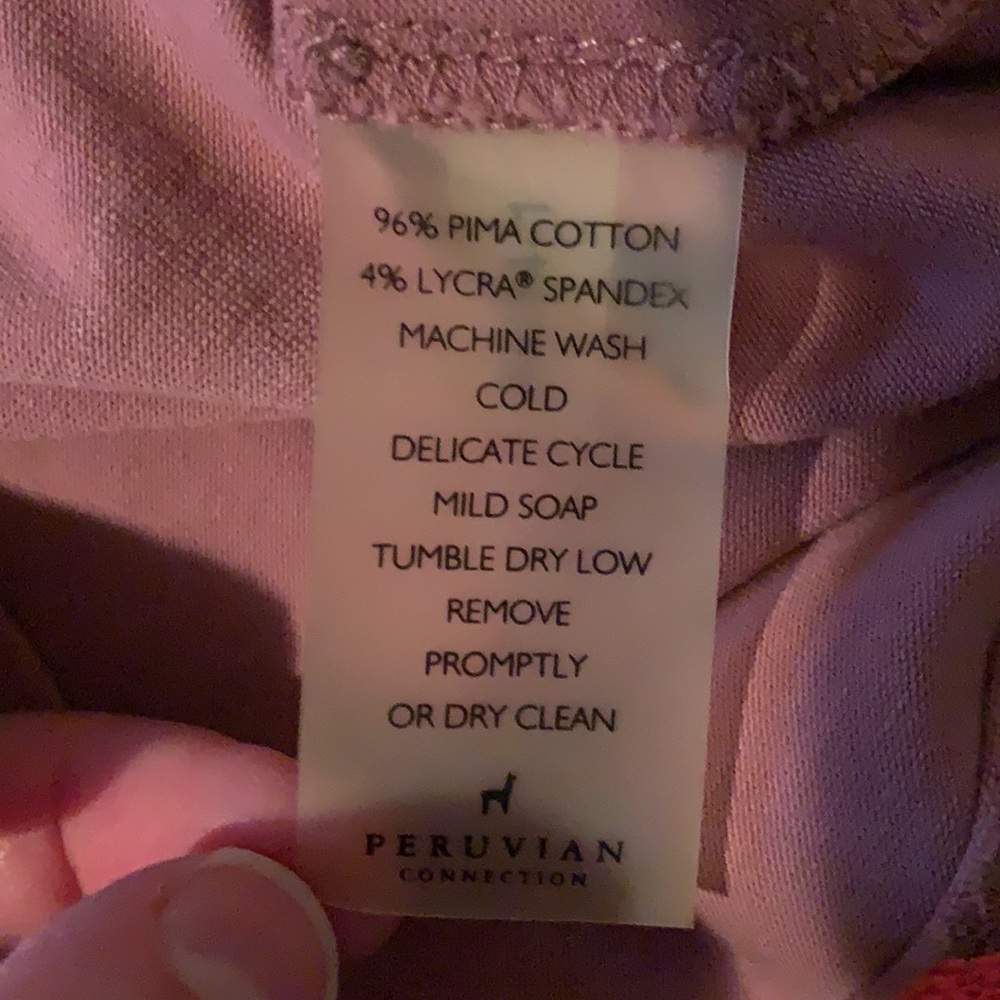 96% PIMA COTTON
4% LYCRA® SPANDEX
MACHINE WASH
COLD
DELICATE CYCLE
MILD SOAP
TUMBLE DRY LOW
REMOVE
PROMPTLY
OR DRY CLEAN
PERUVIAN
CONNECTION